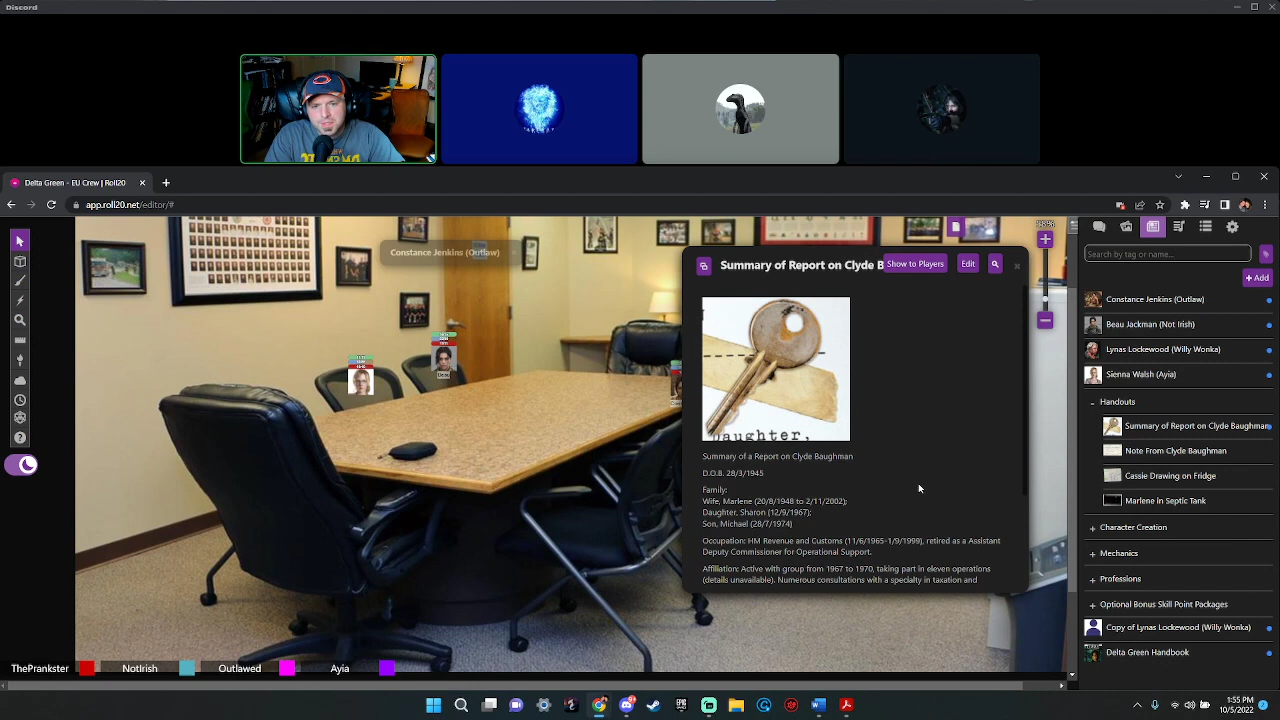 Discord
Delta Green - EU Crew | Roll20
app.roll20.net/editor/#
Constance Jenkins (Outlaw)
Summary of Report on Clyde B
Show to Players
Edit
Daughter,
Summary of a Report on Clyde Baughman
D.O.B. 28/3/1945
Family:
Wife, Marlene (20/8/1948 to 2/11/2002);
Daughter, Sharon (12/9/1967);
Son, Michael (28/7/1974)
Occupation: HM Revenue and Customs (11/6/1965-1/9/1999), retired as a Assistant
Deputy Commissioner for Operational Support.
Affiliation: Active with group from 1967 to 1970, taking part in eleven operations
(details unavailable). Numerous consultations with a specialty in taxation and
Search by tag or name...
+ Add
Constance Jenkins (Outlaw)
Beau Jackman (Not Irish)
Lynas Lopewood (Willy Wonka)
Sienna Walsh (Ayia)
Handouts
Summary of Report on Clyde Baughman
Note From Clyde Baughman
Cassie Drawing on Fridge
Marlene in Septic Tank
Character Creation
Mechanics
Professions
Optional Bonus Skill Point Packages
Copy of Lynas Lopewood (Willy Wonka)
Delta Green Handbook
ThePrankster
NotIrish
Outlawed
Ayia
5:55 PM
10/5/2022